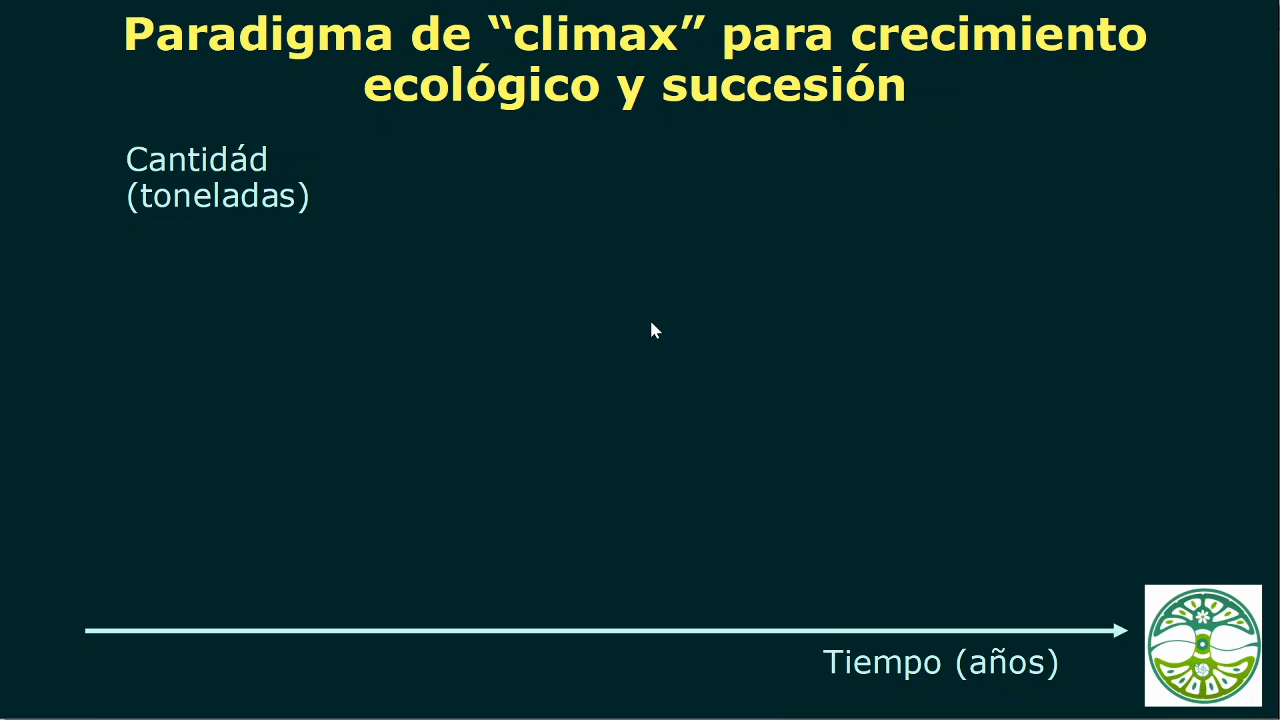 Paradigma de “climax” para crecimiento
ecológico y succesión
Cantidád
(toneladas)
Tiempo (años)